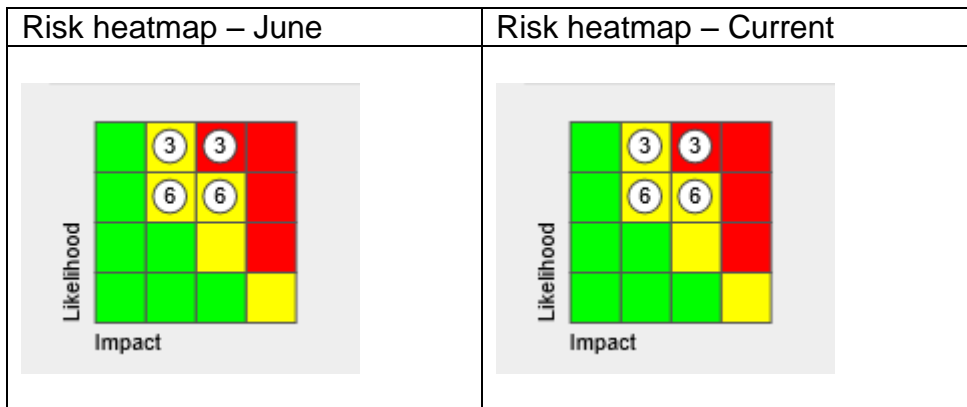 Risk heatmap – June
Risk heatmap – Current
3 3
6 6
Likelihood
Impact
3 3
6 6
Likelihood
Impact